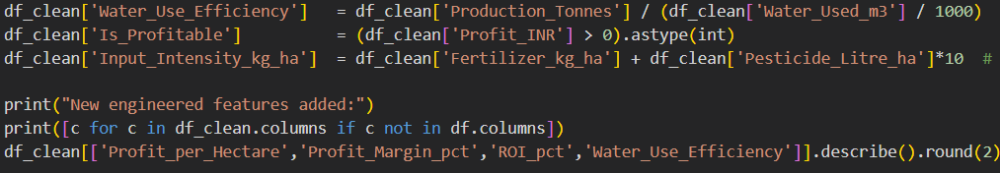 df_clean['Water_Use_Efficiency']   = df_clean['Production_Tonnes'] / (df_clean['Water_Used_m3'] / 1000)
df_clean['Is_Profitable']          = (df_clean['Profit_INR'] > 0).astype(int)
df_clean['Input_Intensity_kg_ha']  = df_clean['Fertilizer_kg_ha'] + df_clean['Pesticide_Litre_ha']*10  #
print("New engineered features added:")
print([c for c in df_clean.columns if c not in df.columns])
df_clean[['Profit_per_Hectare','Profit_Margin_pct','ROI_pct','Water_Use_Efficiency']].describe().round(2)